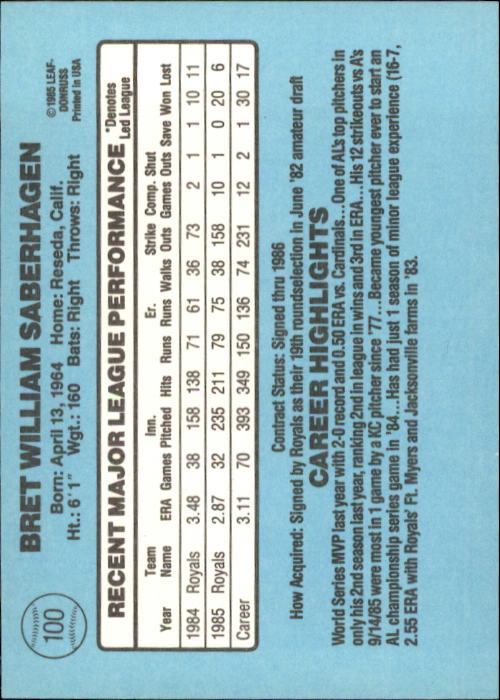 100
BRET WILLIAM SABERHAGEN
Born: April 13, 1964 Home: Reseda, Calif.
Ht.: 6'1" Wgt.: 160 Bats: Right Throws: Right
©1985 LEAF-
DONRUSS
Printed in USA
RECENT MAJOR LEAGUE PERFORMANCE
*Denotes
Led League
Team Inn. Er. Strike Comp. Shut
Year Name ERA Games Pitched Hits Runs Runs Walks Outs Games Outs Save Won Lost
1984 Royals 3.48 38 158 138 71 61 36 73 2 1 1 10 11
1985 Royals 2.87 32 235 211 79 75 38 158 10 1 0 20 6
Career 3.11 70 393 349 150 136 74 231 12 2 1 30 17
Contract Status: Signed thru 1986
How Acquired: Signed by Royals as their 19th roundselection in June '82 amateur draft
CAREER HIGHLIGHTS
World Series MVP last year with 2-0 record and 0.50 ERA vs. Cardinals...One of AL's top pitchers in
only his 2nd season last year, ranking 2nd in league in wins and 3rd in ERA...His 12 strikeouts vs A's
9/14/85 were most in 1 game by a KC pitcher since '77...Became youngest pitcher ever to start an
AL championship series game in '84...Has had just 1 season of minor league experience (16-7,
2.55 ERA with Royals' Ft. Myers and Jacksonville farms in '83.